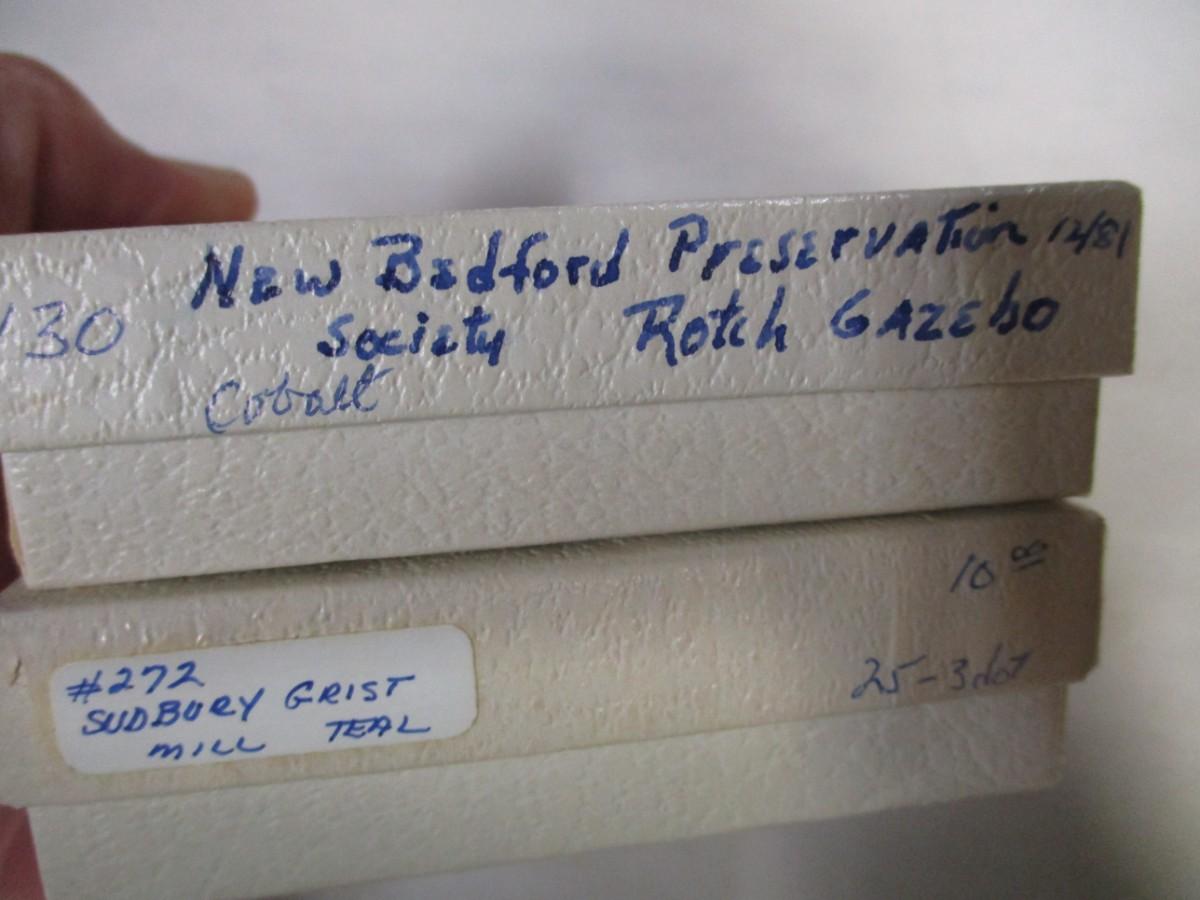 New Bedford Preservation 12/81
130 Society Rotch Gazebo
Cobalt
10 00
#272
25-3dot
SUDBURY GRIST
MILL TEAL